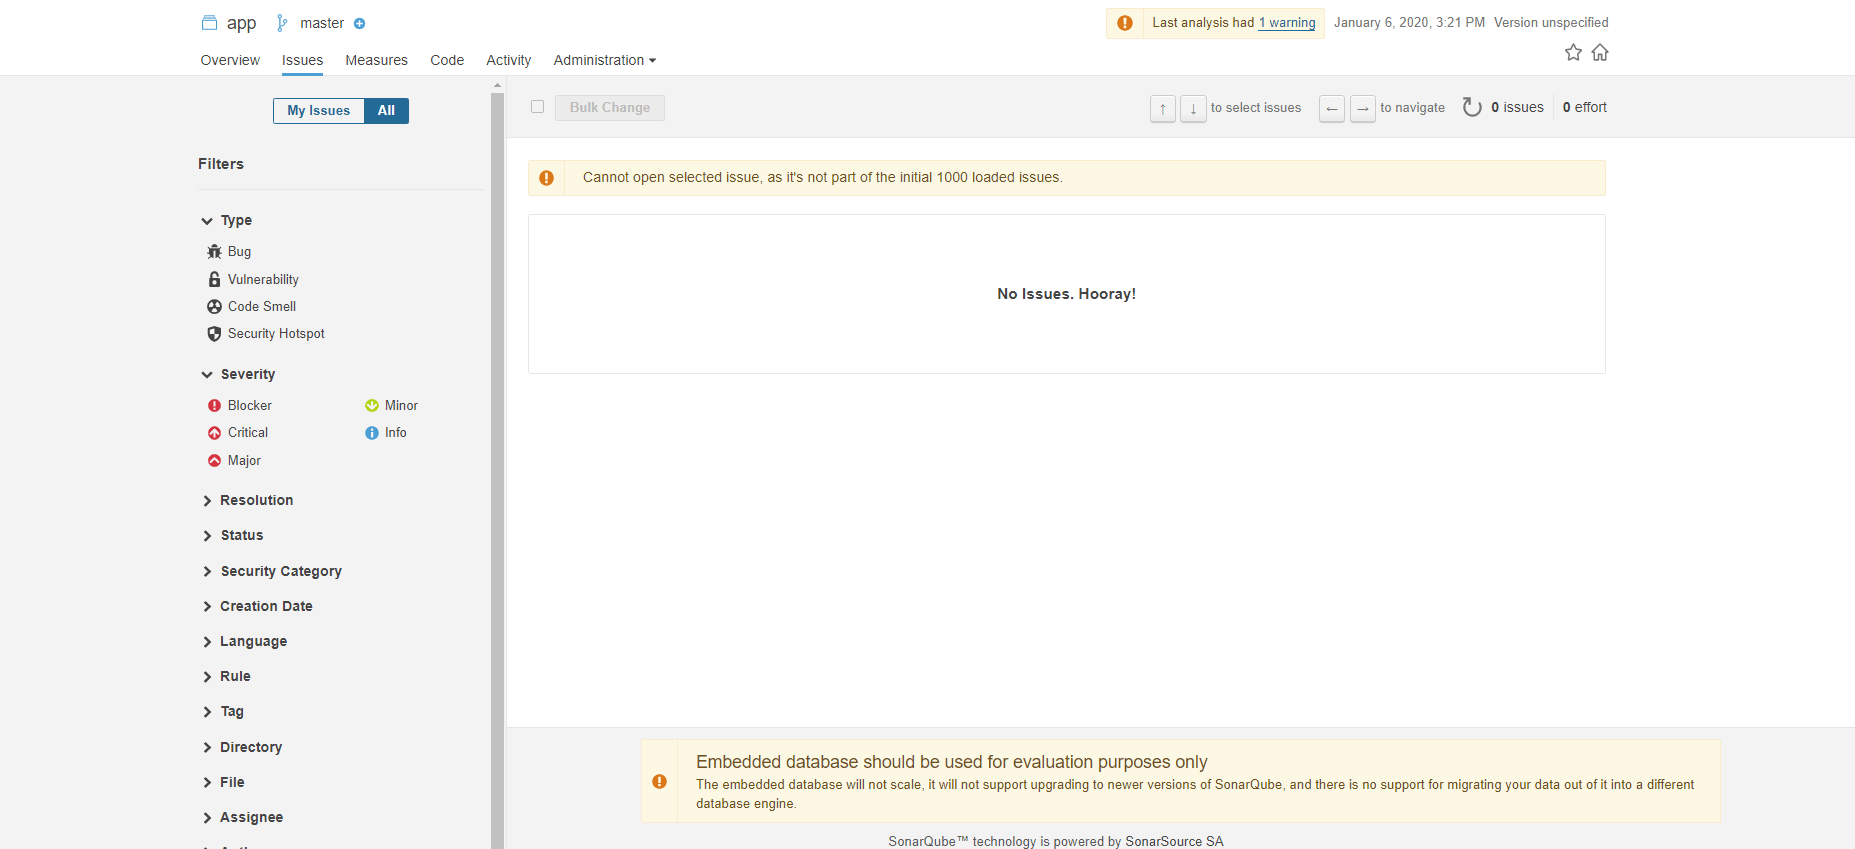 app master
Last analysis had 1 warning January 6, 2020, 3:21 PM Version unspecified
Overview Issues Measures Code Activity Administration
My Issues All
Bulk Change
↑ ↓ to select issues ← → to navigate 0 issues 0 effort
Filters
Cannot open selected issue, as it's not part of the initial 1000 loaded issues.
No Issues. Hooray!
Type
Bug
Vulnerability
Code Smell
Security Hotspot
Severity
Blocker Minor
Critical Info
Major
Resolution
Status
Security Category
Creation Date
Language
Rule
Tag
Directory
File
Assignee
Embedded database should be used for evaluation purposes only
The embedded database will not scale, it will not support upgrading to newer versions of SonarQube, and there is no support for migrating your data out of it into a different
database engine.
SonarQube™ technology is powered by SonarSource SA